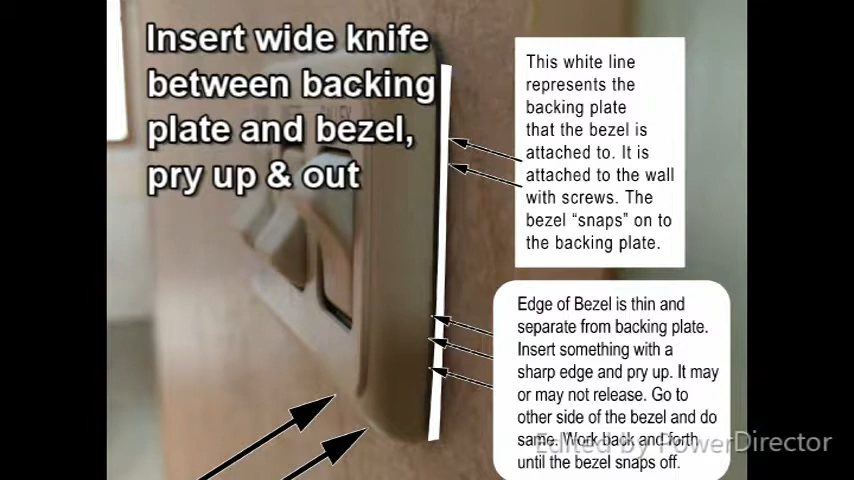 Insert wide knife
between backing
plate and bezel,
pry up & out
This white line
represents the
backing plate
that the bezel is
attached to. It is
attached to the wall
with screws. The
bezel “snaps” on to
the backing plate.
Edge of Bezel is thin and
separate from backing plate.
Insert something with a
sharp edge and pry up. It may
or may not release. Go to
other side of the bezel and do
same. Work back and forth
until the bezel snaps off.
Edited by PowerDirector